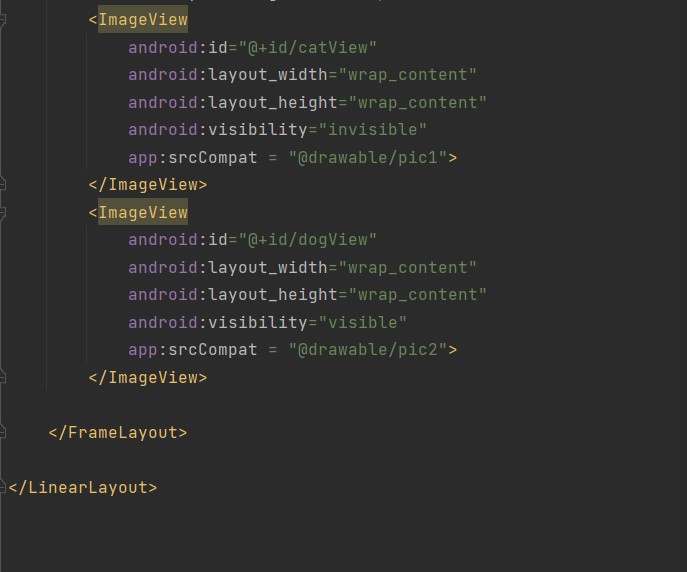 <ImageView
android:id="@+id/catView"
android:layout_width="wrap_content"
android:layout_height="wrap_content"
android:visibility="invisible"
app:srcCompat = "@drawable/pic1">
</ImageView>
<ImageView
android:id="@+id/dogView"
android:layout_width="wrap_content"
android:layout_height="wrap_content"
android:visibility="visible"
app:srcCompat = "@drawable/pic2">
</ImageView>
</FrameLayout>
</LinearLayout>